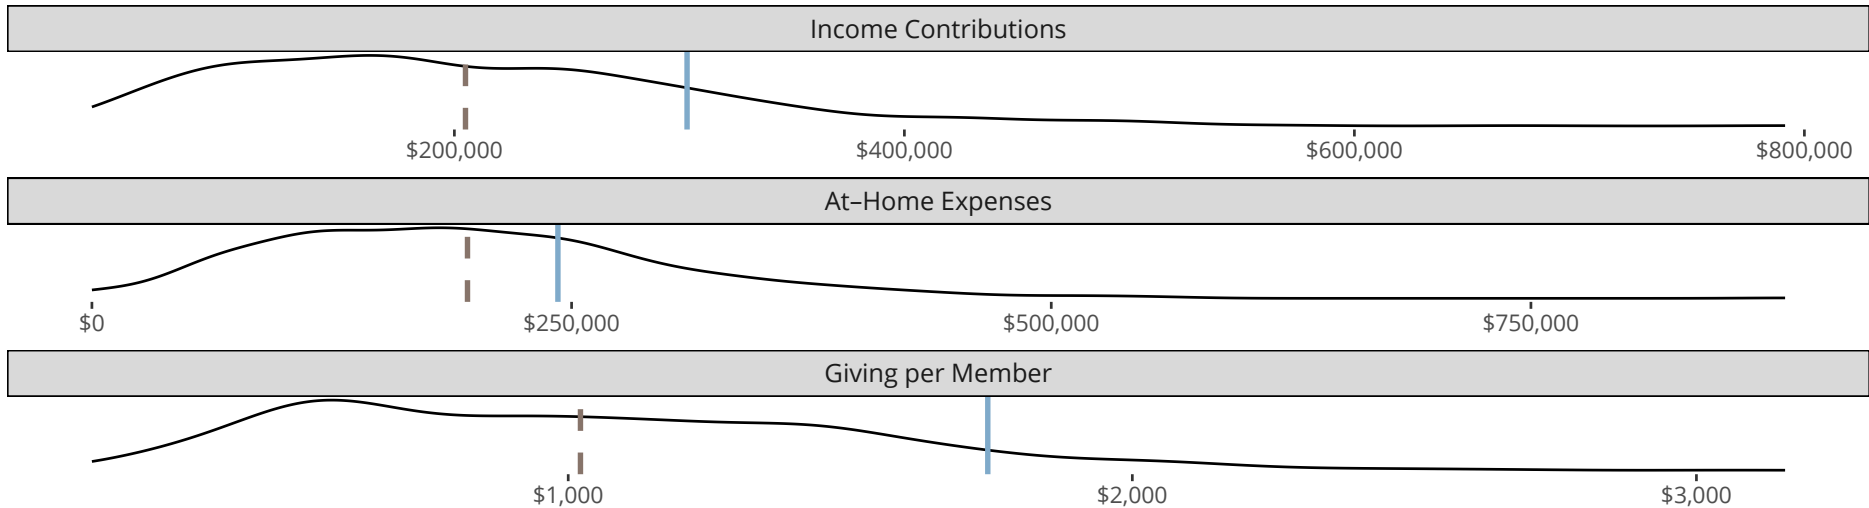 Income Contributions
$200,000 $400,000 $600,000 $800,000
At–Home Expenses
$0 $250,000 $500,000 $750,000
Giving per Member
$1,000 $2,000 $3,000